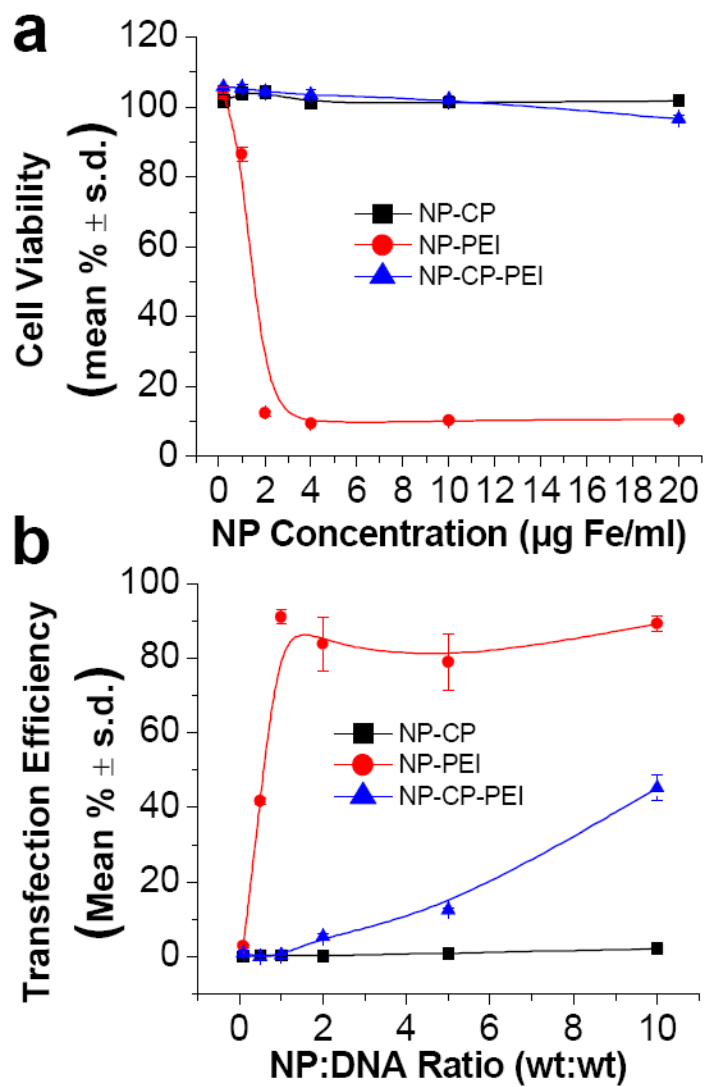 a
120
100
80
60
40
20
0
Cell Viability
(mean % ± s.d.)
NP-CP
NP-PEI
NP-CP-PEI
0 2 4 6 8 10 12 14 16 18 20
NP Concentration (µg Fe/ml)
b
100
80
60
40
20
0
Transfection Efficiency
(Mean % ± s.d.)
NP-CP
NP-PEI
NP-CP-PEI
0 2 4 6 8 10
NP:DNA Ratio (wt:wt)